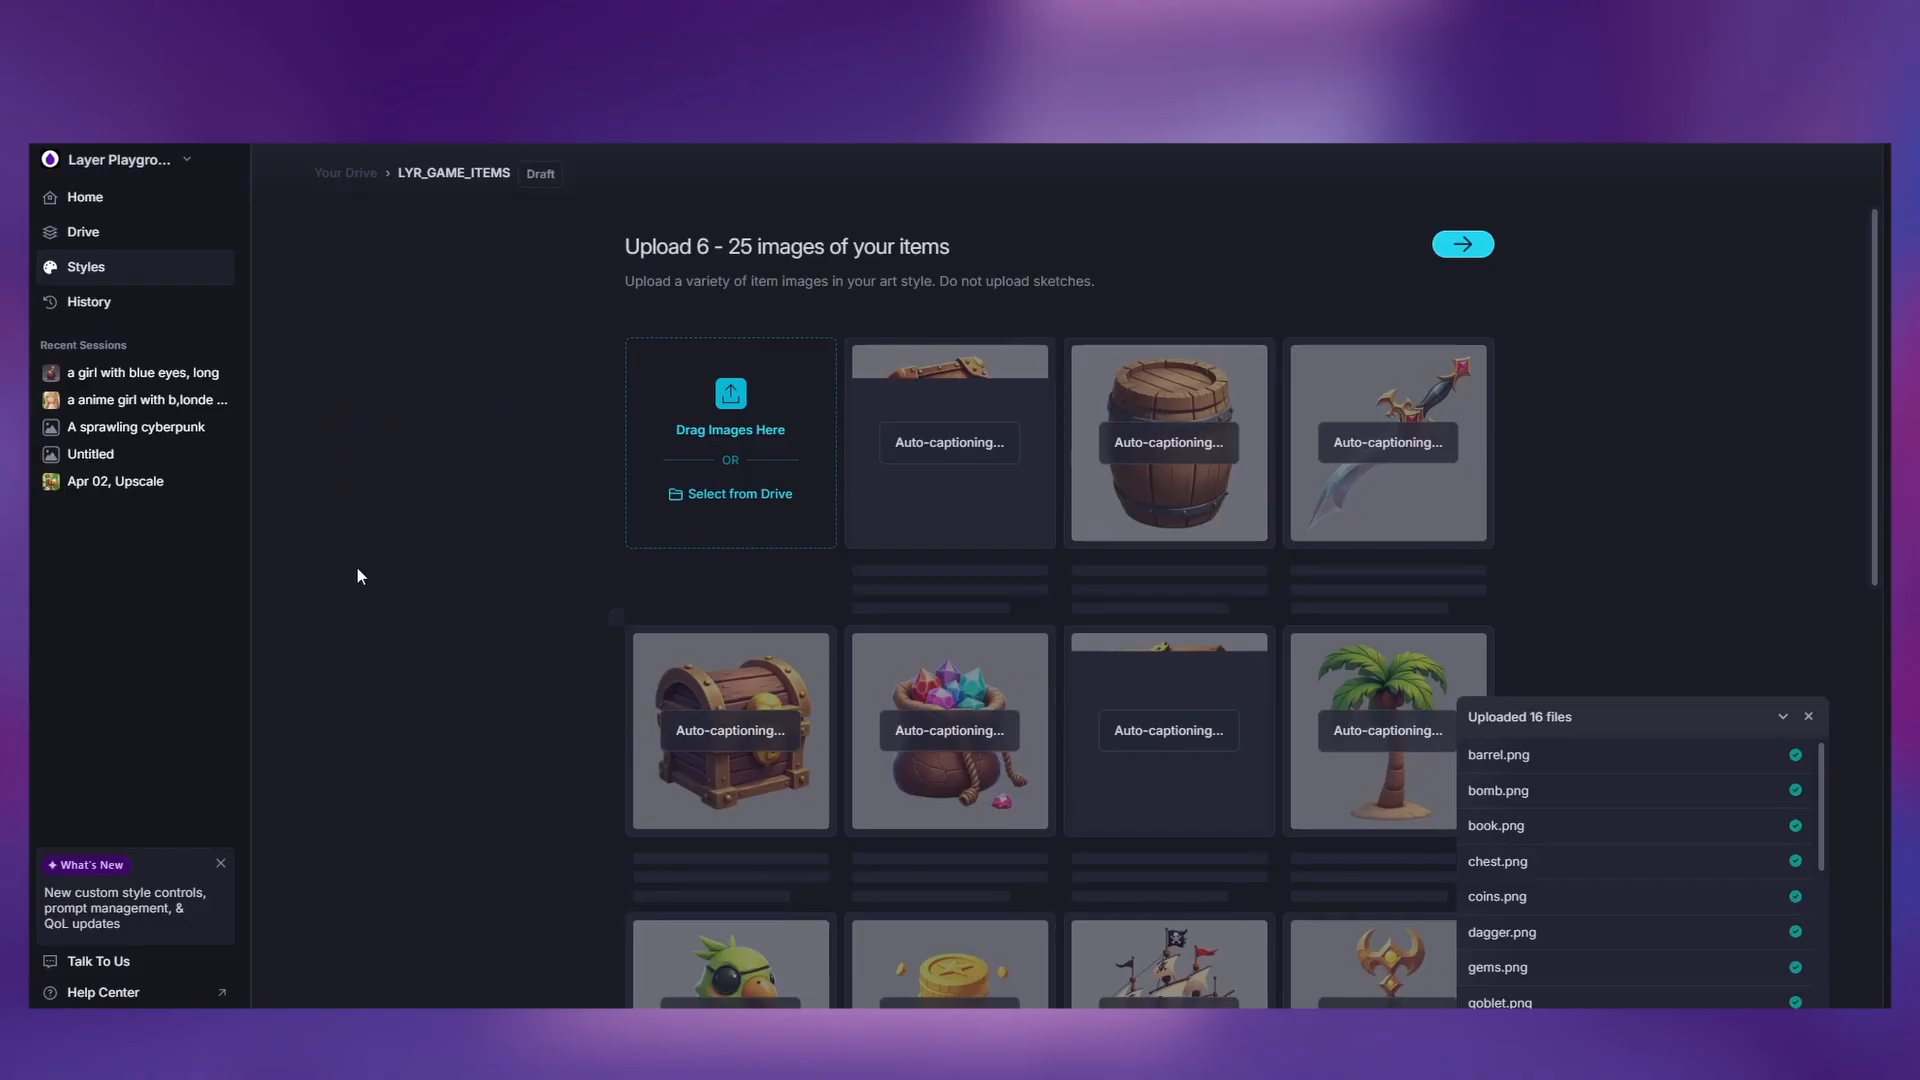 Layer Playgro...
Home
Drive
Styles
History
Recent Sessions
a girl with blue eyes, long
a anime girl with b,londe ...
A sprawling cyberpunk
Untitled
Apr 02, Upscale
What's New
New custom style controls,
prompt management, &
QoL updates
Talk To Us
Help Center
Your Drive › LYR_GAME_ITEMS Draft
Upload 6 - 25 images of your items
Upload a variety of item images in your art style. Do not upload sketches.
Drag Images Here
OR
Select from Drive
Auto-captioning...
Auto-captioning...
Auto-captioning...
Auto-captioning...
Auto-captioning...
Auto-captioning...
Auto-captioning...
Uploaded 16 files
barrel.png
bomb.png
book.png
chest.png
coins.png
dagger.png
gems.png
goblet.png